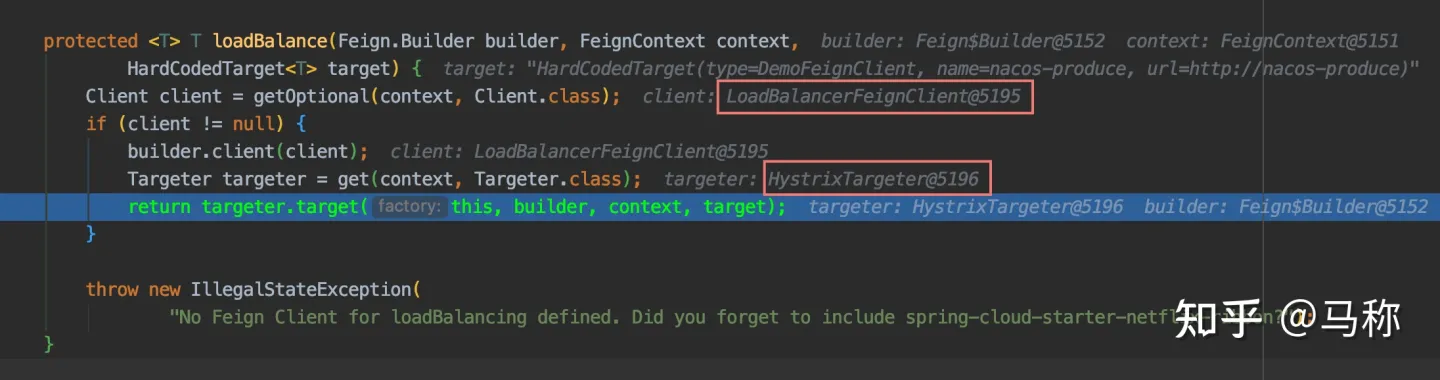 protected <T> T loadBalance(Feign.Builder builder, FeignContext context, builder: Feign$Builder@5152 context: FeignContext@5151
HardCodedTarget<T> target) { target: "HardCodedTarget(type=DemoFeignClient, name=nacos-produce, url=http://nacos-produce)"
Client client = getOptional(context, Client.class); client: LoadBalancerFeignClient@5195
if (client != null) {
builder.client(client); client: LoadBalancerFeignClient@5195
Targeter targeter = get(context, Targeter.class); targeter: HystrixTargeter@5196
return targeter.target( factory: this, builder, context, target); targeter: HystrixTargeter@5196 builder: Feign$Builder@5152
}
throw new IllegalStateException(
"No Feign Client for loadBalancing defined. Did you forget to include spring-cloud-starter-netflix-ribbon?");
}
知乎 @马称